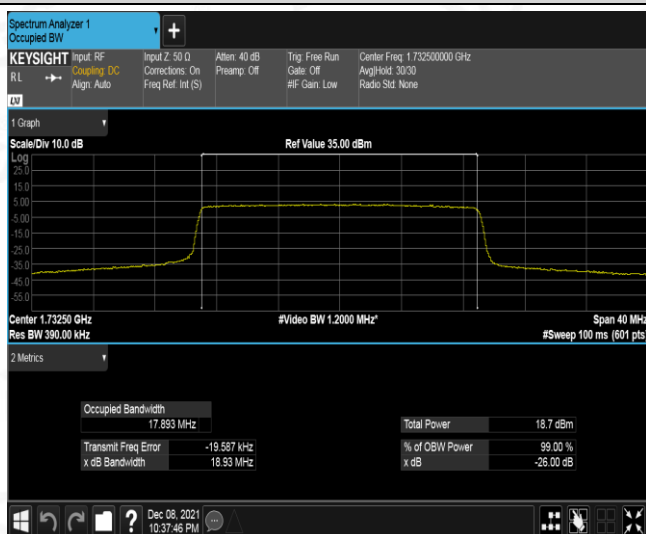 Spectrum Analyzer 1
Occupied BW
+
KEYSIGHT Input: RF Input Z: 50 Ω Atten: 40 dB Trig: Free Run Center Freq: 1.732500000 GHz
R L Coupling: DC Corrections: On Preamp: Off Gate: Off Avg|Hold: 30/30
Align: Auto Freq Ref: Int (S) #IF Gain: Low Radio Std: None
LXI
1 Graph
Scale/Div 10.0 dB Ref Value 35.00 dBm
Log
25.0
15.0
5.00
-5.00
-15.0
-25.0
-35.0
-45.0
-55.0
Center 1.73250 GHz #Video BW 1.2000 MHz* Span 40 MHz
Res BW 390.00 kHz #Sweep 100 ms (601 pts)
2 Metrics
Occupied Bandwidth
17.893 MHz Total Power 18.7 dBm
Transmit Freq Error -19.587 kHz % of OBW Power 99.00 %
x dB Bandwidth 18.93 MHz x dB -26.00 dB
? Dec 08, 2021
10:37:46 PM